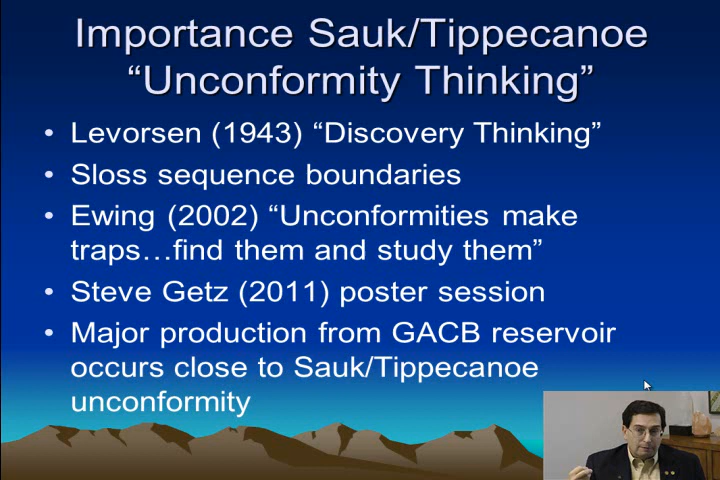 Importance Sauk/Tippecanoe
“Unconformity Thinking”
• Levorsen (1943) “Discovery Thinking”
• Sloss sequence boundaries
• Ewing (2002) “Unconformities make
traps…find them and study them”
• Steve Getz (2011) poster session
• Major production from GACB reservoir
occurs close to Sauk/Tippecanoe
unconformity